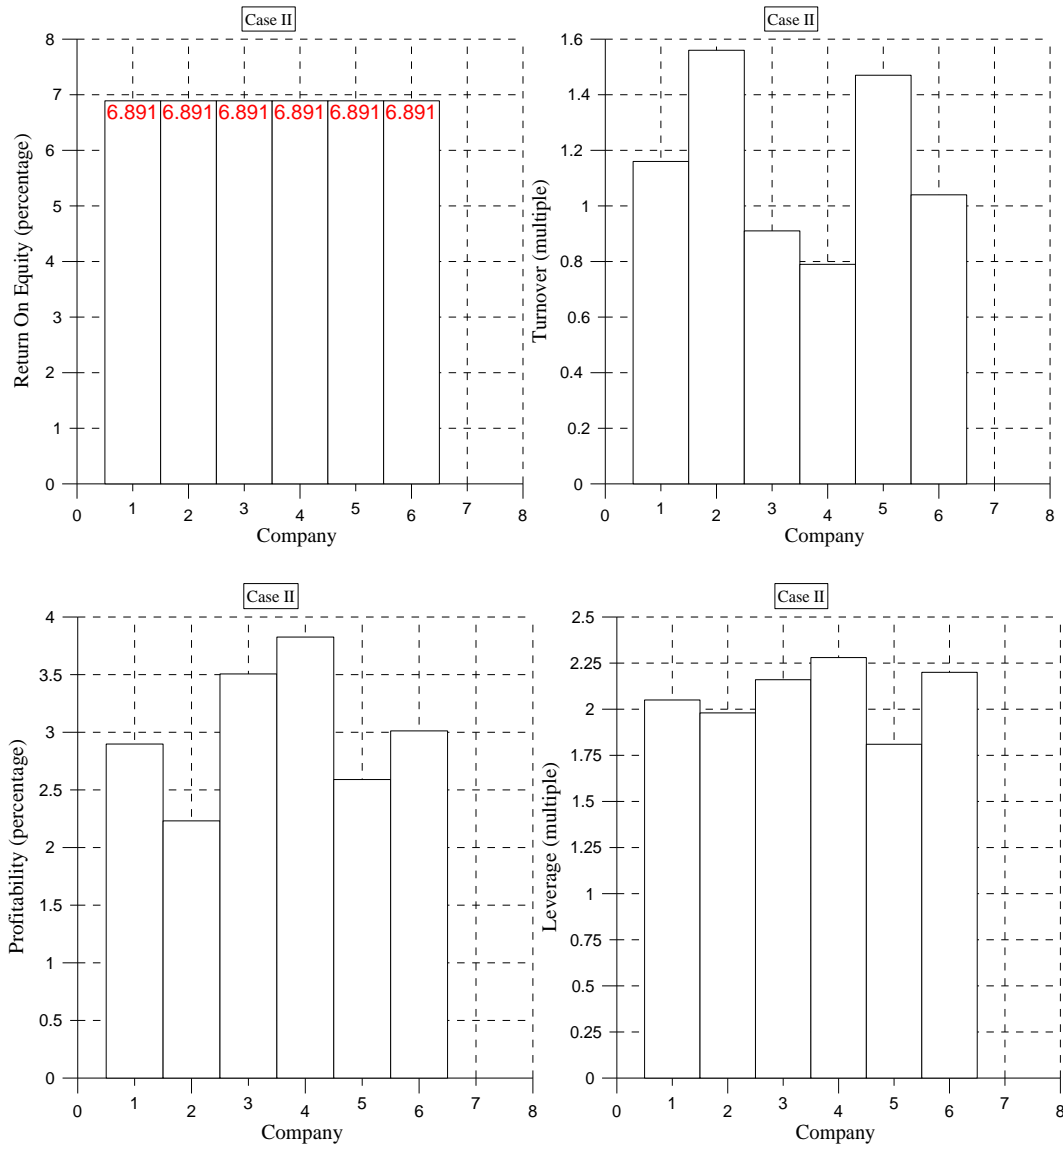 Case II
8
7
6
5
4
3
2
1
0
Return On Equity (percentage)
6.891 6.891 6.891 6.891 6.891 6.891
0 1 2 3 4 5 6 7 8
Company
Case II
1.6
1.4
1.2
1
0.8
0.6
0.4
0.2
0
Turnover (multiple)
0 1 2 3 4 5 6 7 8
Company
Case II
4
3.5
3
2.5
2
1.5
1
0.5
0
Profitability (percentage)
0 1 2 3 4 5 6 7 8
Company
Case II
2.5
2.25
2
1.75
1.5
1.25
1
0.75
0.5
0.25
0
Leverage (multiple)
0 1 2 3 4 5 6 7 8
Company